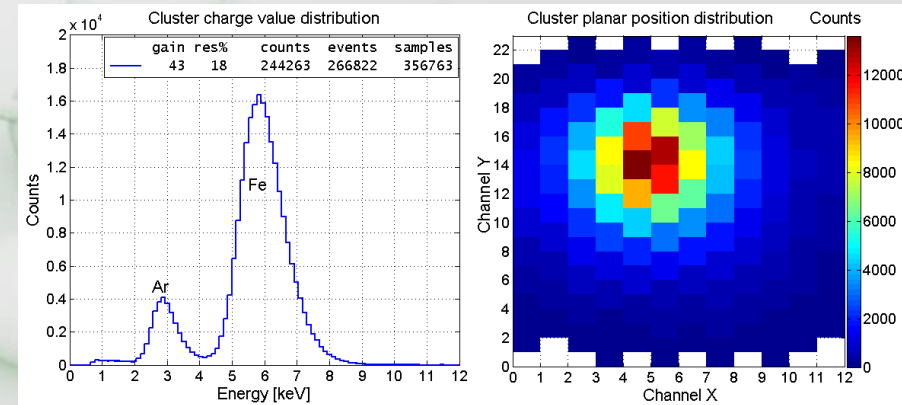 Cluster charge value distribution
2 x 10^4
gain res% counts events samples
43 18 244263 266822 356763
1.8
1.6
1.4
1.2
1
0.8
0.6
0.4
0.2
0
Counts
Ar
Fe
0 1 2 3 4 5 6 7 8 9 10 11 12
Energy [keV]
Cluster planar position distribution
Counts
22
20
18
16
14
12
10
8
6
4
2
0
Channel Y
0 1 2 3 4 5 6 7 8 9 10 11 12
Channel X
12000
10000
8000
6000
4000
2000
0